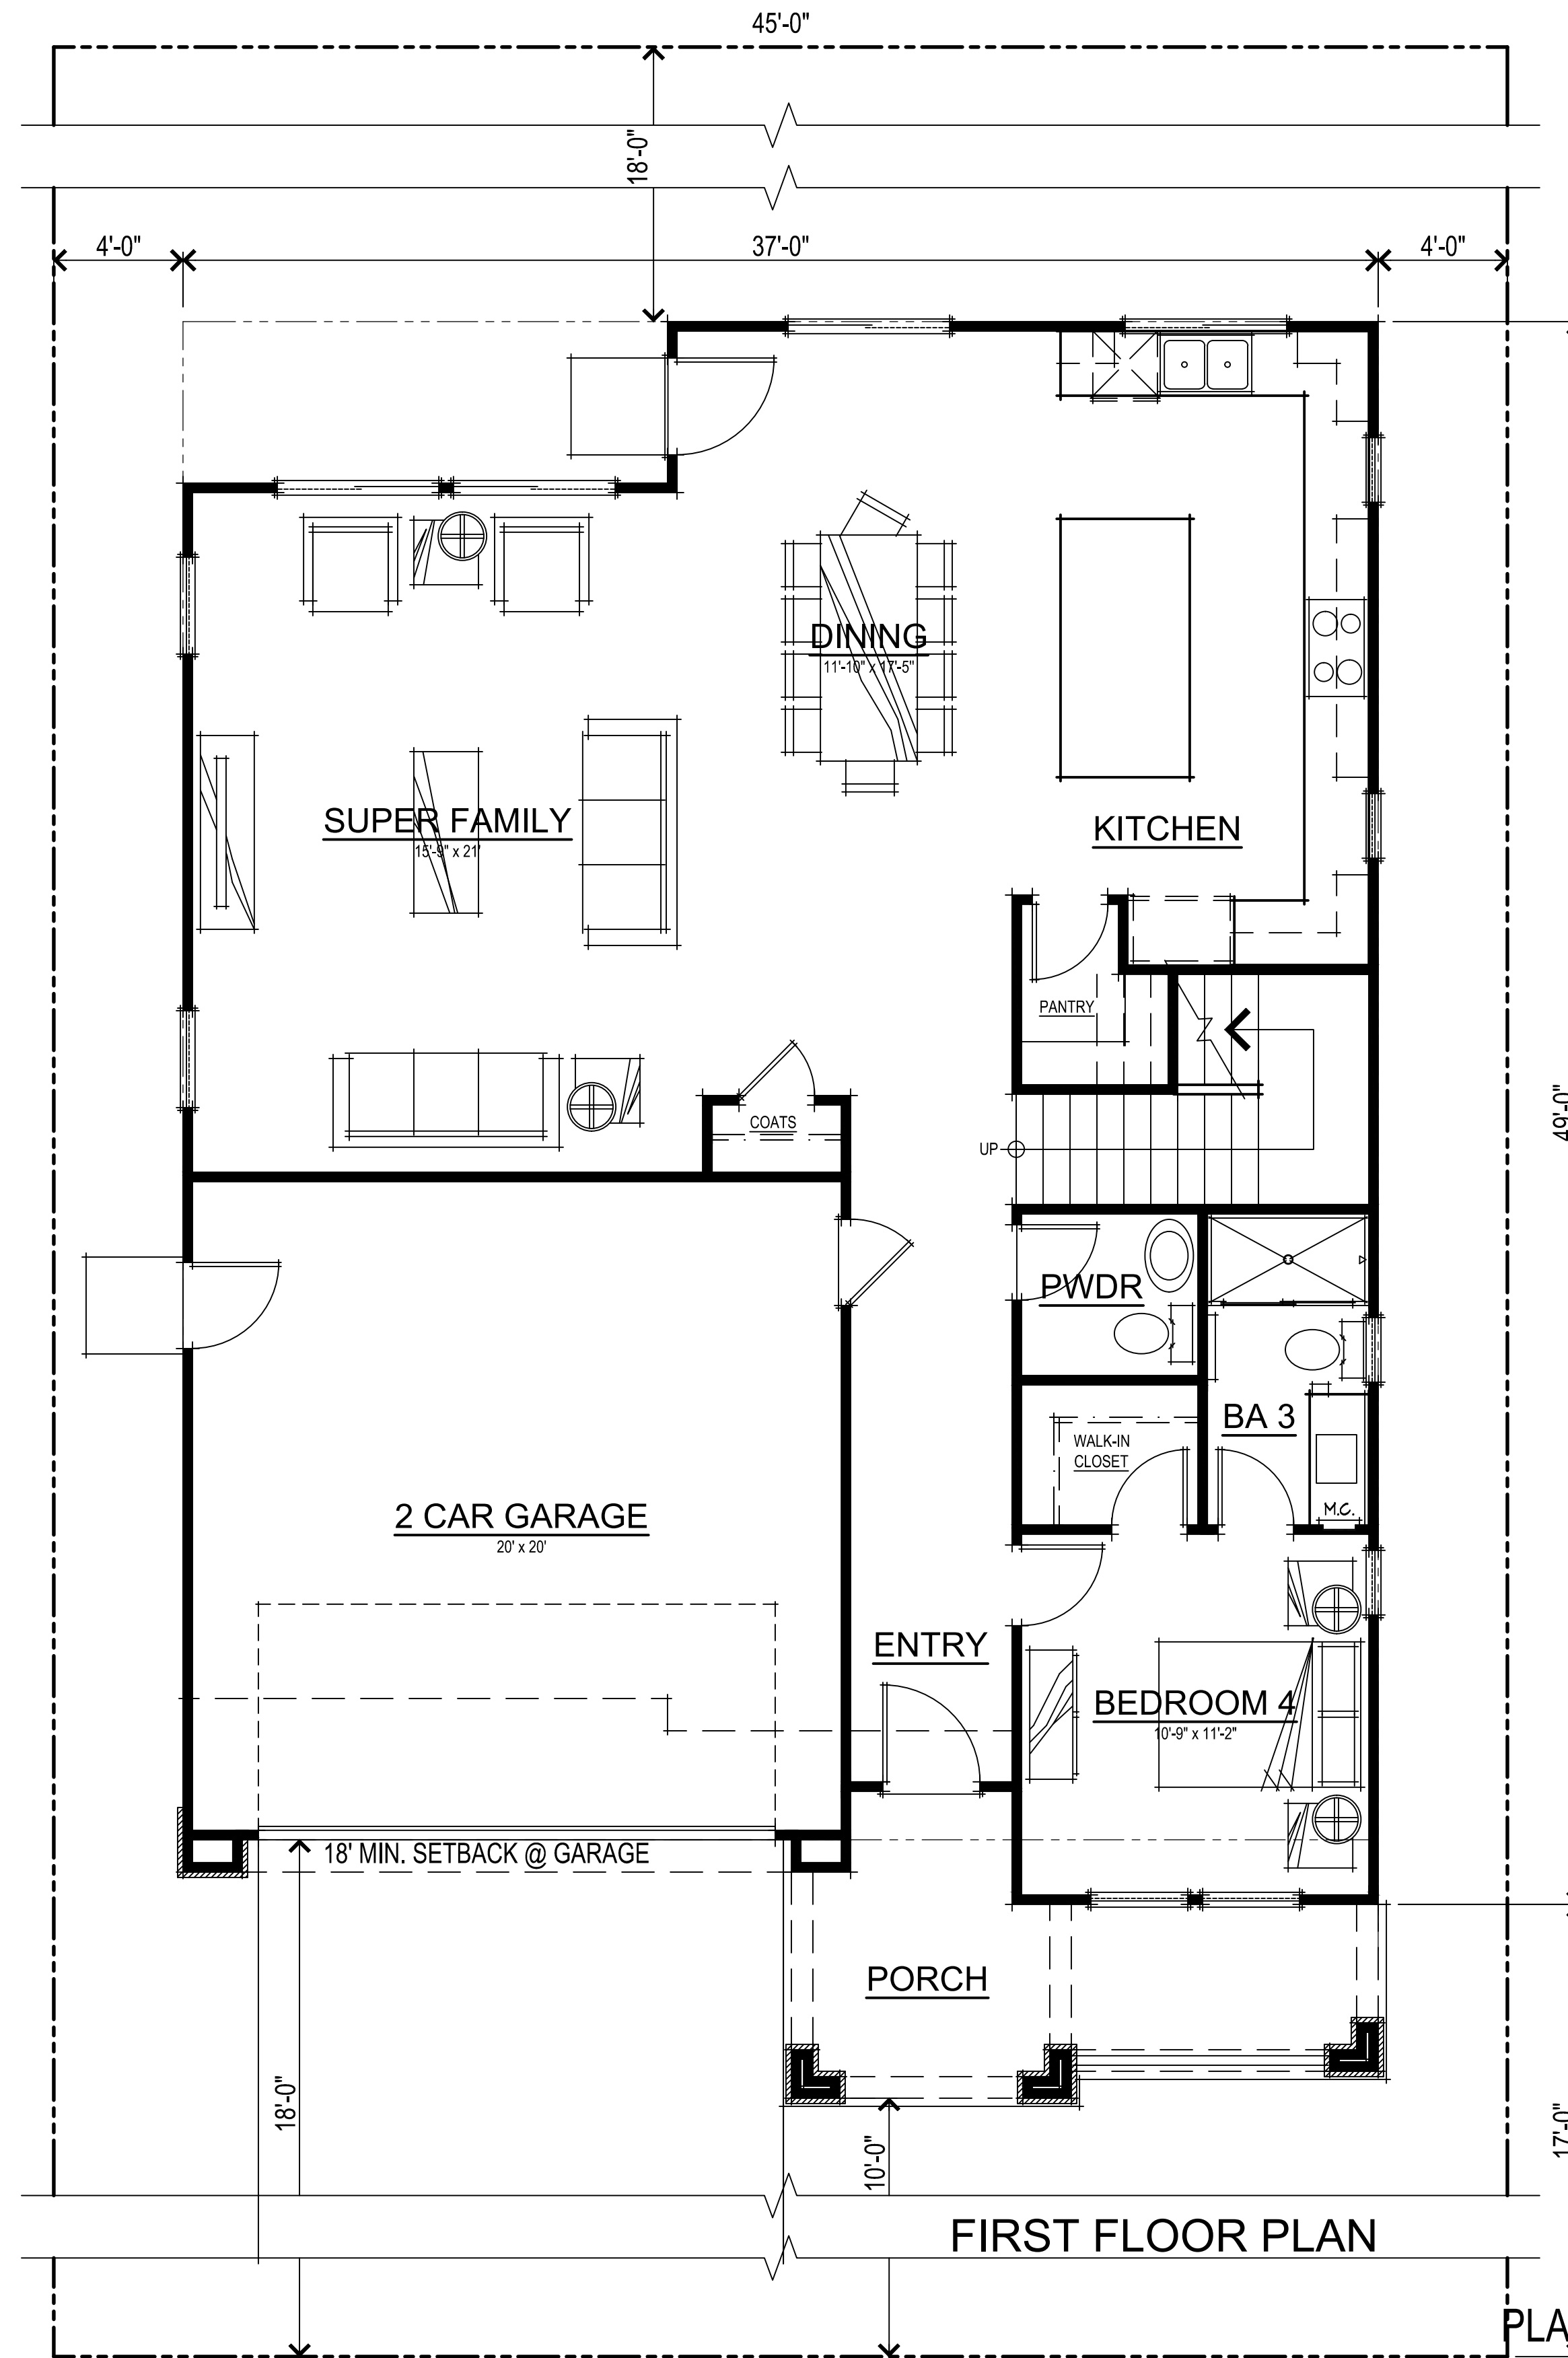 45'-0"
18'-0"
4'-0"
37'-0"
4'-0"
DINING
11'-10" x 17'-5"
SUPER FAMILY
15'-9" x 21'
KITCHEN
PANTRY
COATS
49'-0"
UP
PWDR
BA 3
WALK-IN
CLOSET
M.C.
2 CAR GARAGE
20' x 20'
ENTRY
BEDROOM 4
10'-9" x 11'-2"
18' MIN. SETBACK @ GARAGE
PORCH
18'-0"
10'-0"
17'-0"
FIRST FLOOR PLAN
PLA